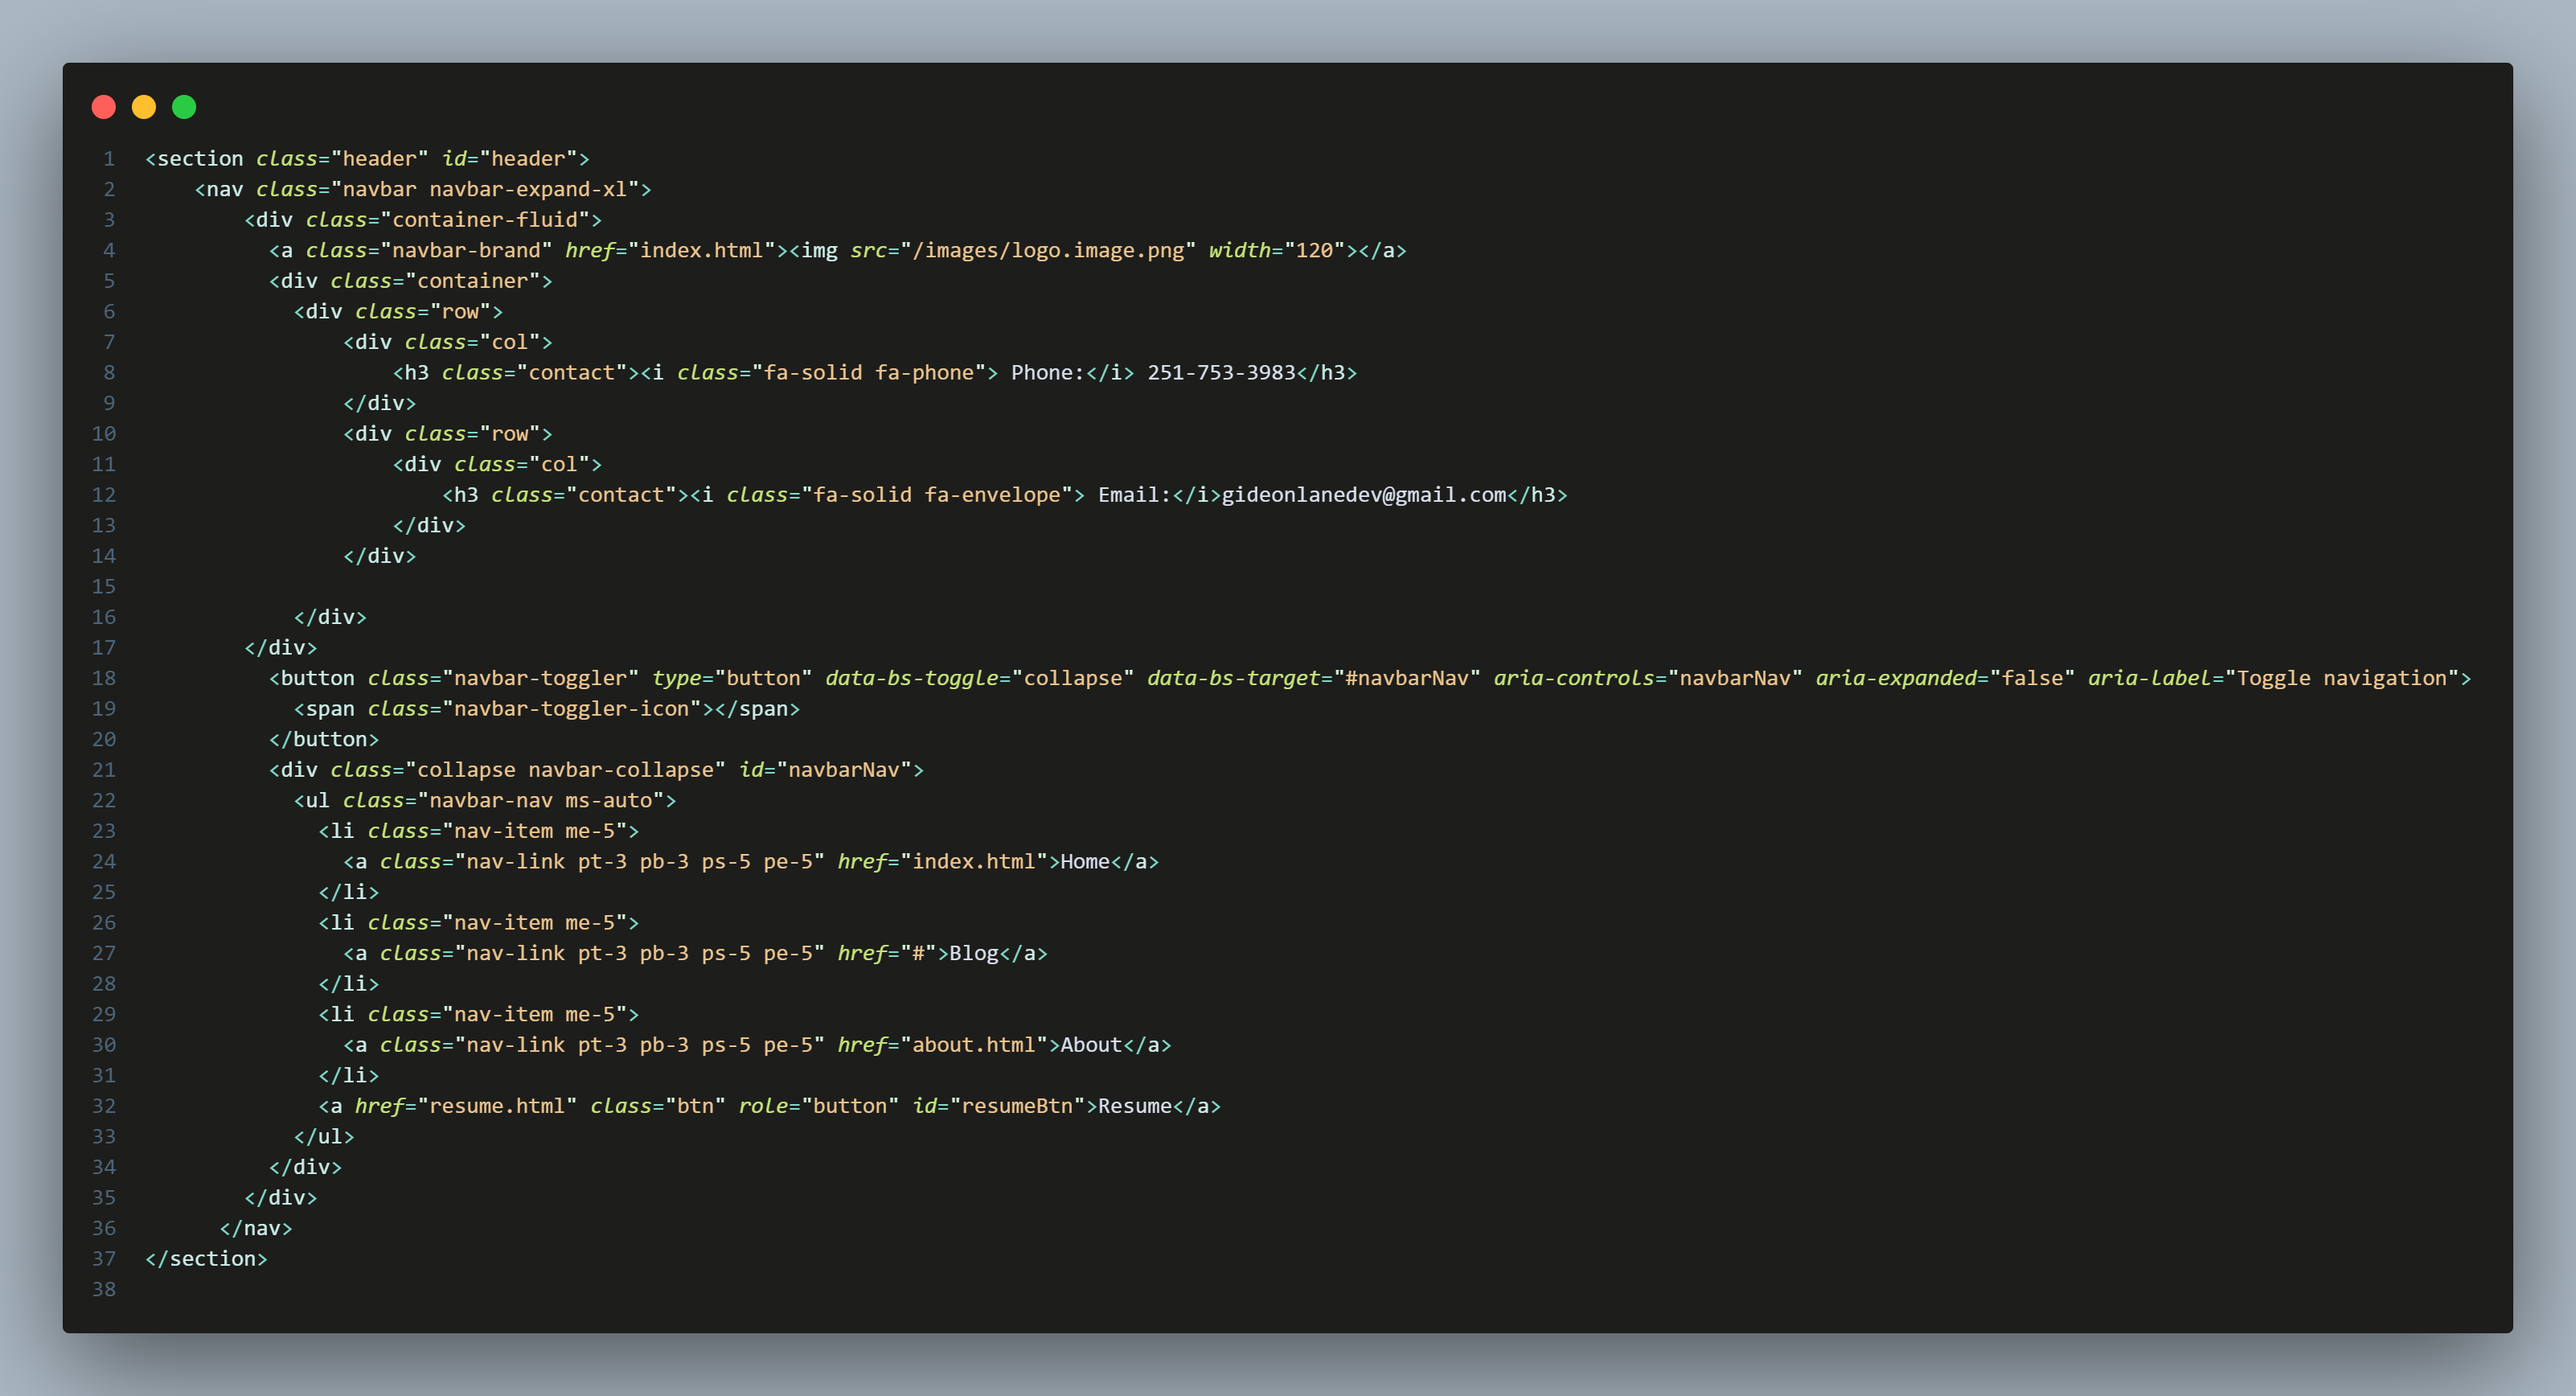 1 <section class="header" id="header">
2     <nav class="navbar navbar-expand-xl">
3         <div class="container-fluid">
4           <a class="navbar-brand" href="index.html"><img src="/images/logo.image.png" width="120"></a>
5           <div class="container">
6             <div class="row">
7                 <div class="col">
8                     <h3 class="contact"><i class="fa-solid fa-phone"> Phone:</i> 251-753-3983</h3>
9                 </div>
10                 <div class="row">
11                     <div class="col">
12                         <h3 class="contact"><i class="fa-solid fa-envelope"> Email:</i>gideonlanedev@gmail.com</h3>
13                     </div>
14                 </div>
15
16             </div>
17         </div>
18           <button class="navbar-toggler" type="button" data-bs-toggle="collapse" data-bs-target="#navbarNav" aria-controls="navbarNav" aria-expanded="false" aria-label="Toggle navigation">
19             <span class="navbar-toggler-icon"></span>
20           </button>
21           <div class="collapse navbar-collapse" id="navbarNav">
22             <ul class="navbar-nav ms-auto">
23               <li class="nav-item me-5">
24                 <a class="nav-link pt-3 pb-3 ps-5 pe-5" href="index.html">Home</a>
25               </li>
26               <li class="nav-item me-5">
27                 <a class="nav-link pt-3 pb-3 ps-5 pe-5" href="#">Blog</a>
28               </li>
29               <li class="nav-item me-5">
30                 <a class="nav-link pt-3 pb-3 ps-5 pe-5" href="about.html">About</a>
31               </li>
32               <a href="resume.html" class="btn" role="button" id="resumeBtn">Resume</a>
33             </ul>
34           </div>
35         </div>
36       </nav>
37 </section>
38